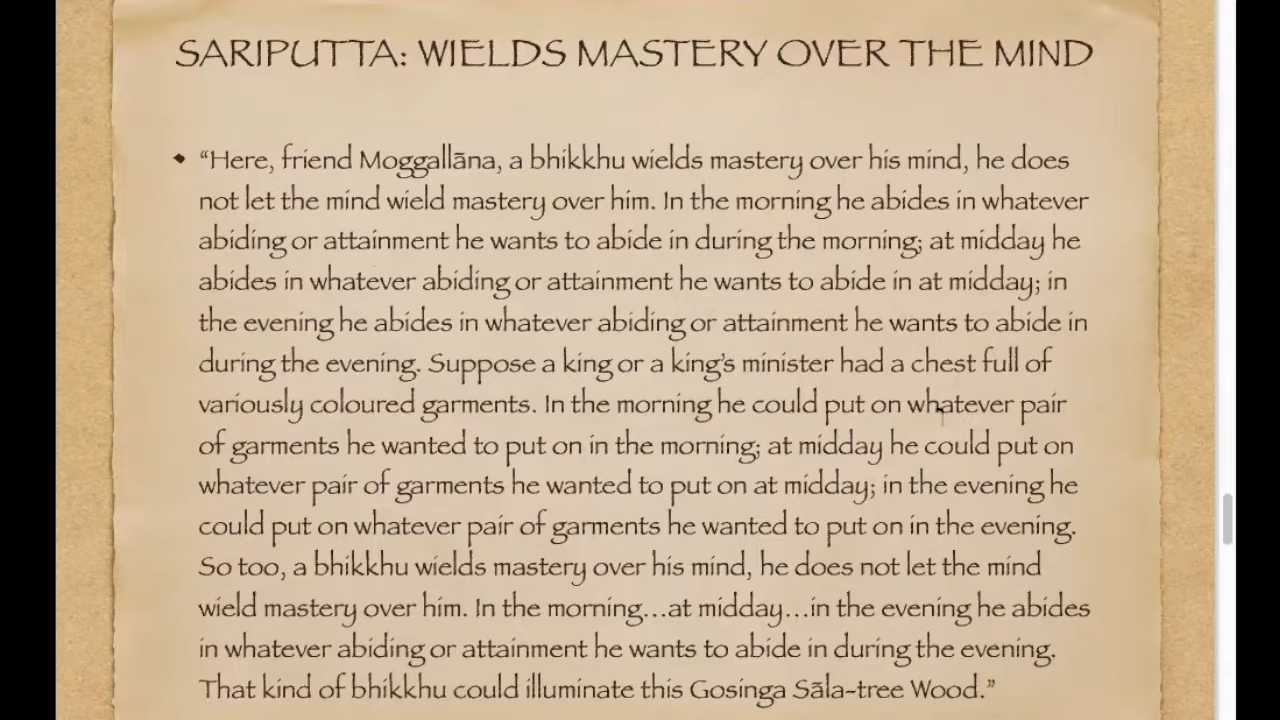 SARIPUTTA: WIELDS MASTERY OVER THE MIND
“Here, friend Moggallāna, a bhikkhu wields mastery over his mind, he does
not let the mind wield mastery over him. In the morning he abides in whatever
abiding or attainment he wants to abide in during the morning; at midday he
abides in whatever abiding or attainment he wants to abide in at midday; in
the evening he abides in whatever abiding or attainment he wants to abide in
during the evening. Suppose a king or a king’s minister had a chest full of
variously coloured garments. In the morning he could put on whatever pair
of garments he wanted to put on in the morning; at midday he could put on
whatever pair of garments he wanted to put on at midday; in the evening he
could put on whatever pair of garments he wanted to put on in the evening.
So too, a bhikkhu wields mastery over his mind, he does not let the mind
wield mastery over him. In the morning…at midday…in the evening he abides
in whatever abiding or attainment he wants to abide in during the evening.
That kind of bhikkhu could illuminate this Gosinga Sāla-tree Wood.”